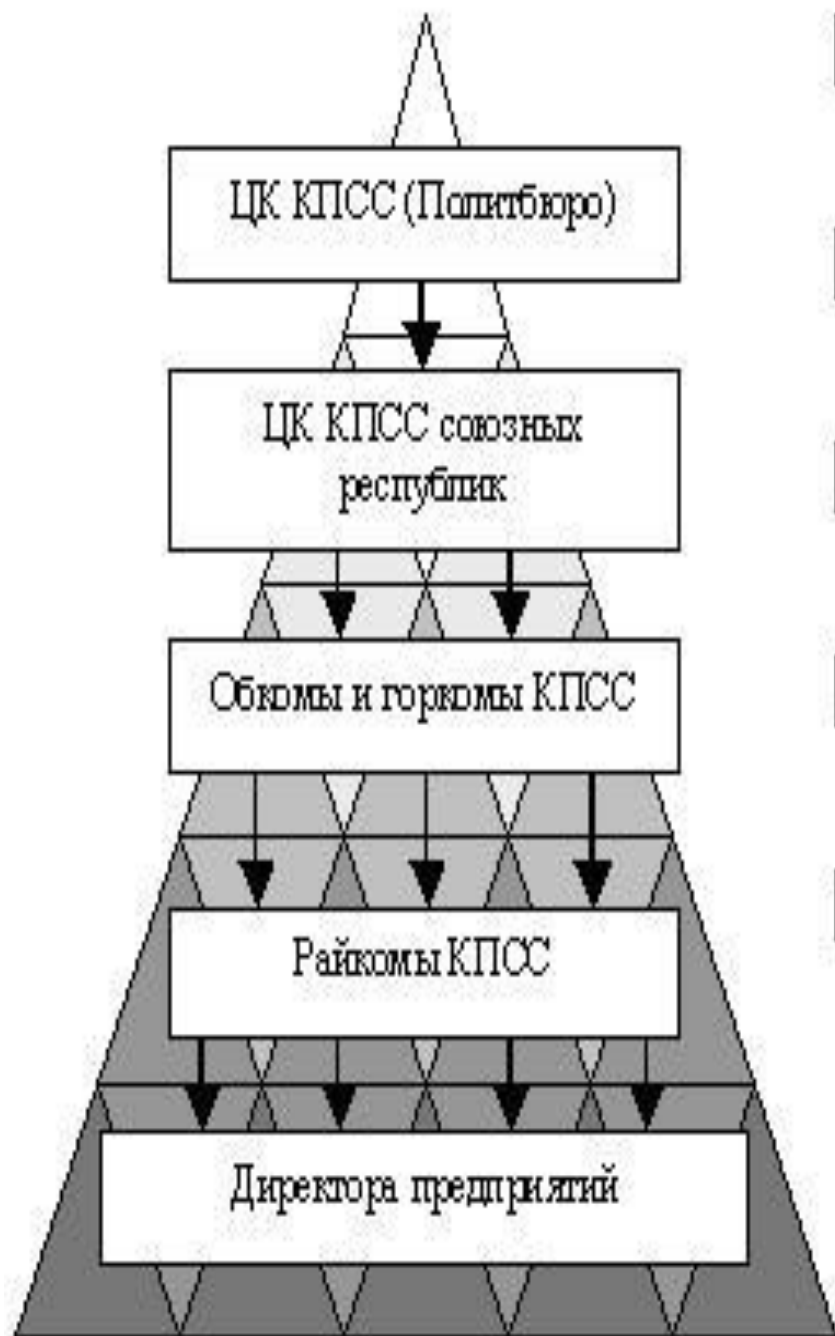 ЦК КПСС (Политбюро)
ЦК КПСС союзных
республик
Обкомы и горкомы КПСС
Райкомы КПСС
Директора предприятий